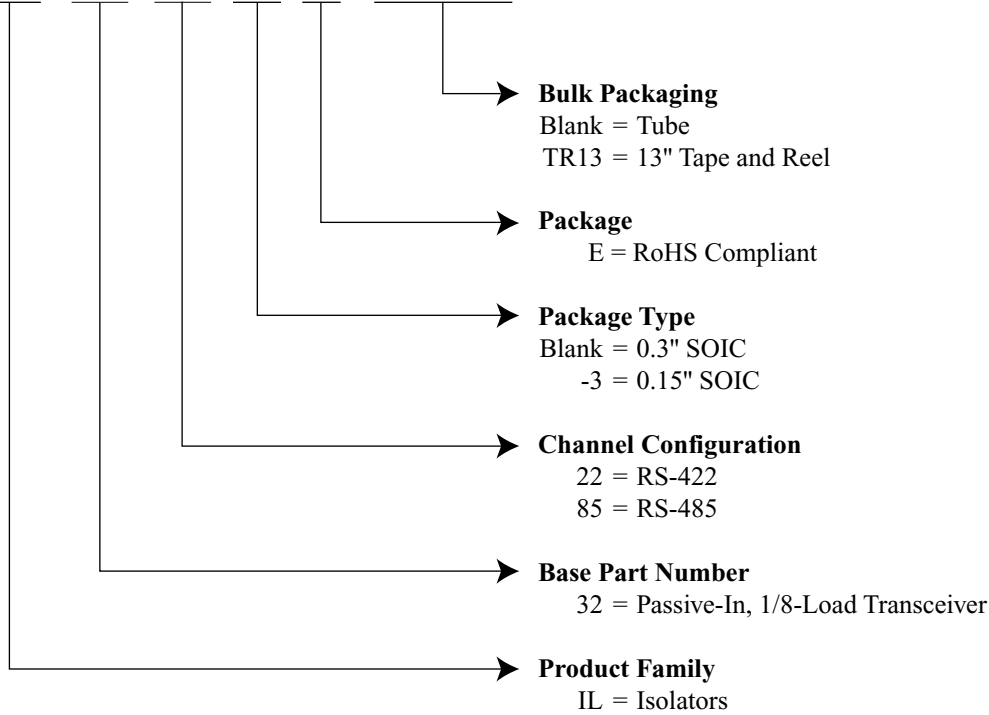 Bulk Packaging
Blank = Tube
TR13 = 13" Tape and Reel
Package
E = RoHS Compliant
Package Type
Blank = 0.3" SOIC
-3 = 0.15" SOIC
Channel Configuration
22 = RS-422
85 = RS-485
Base Part Number
32 = Passive-In, 1/8-Load Transceiver
Product Family
IL = Isolators